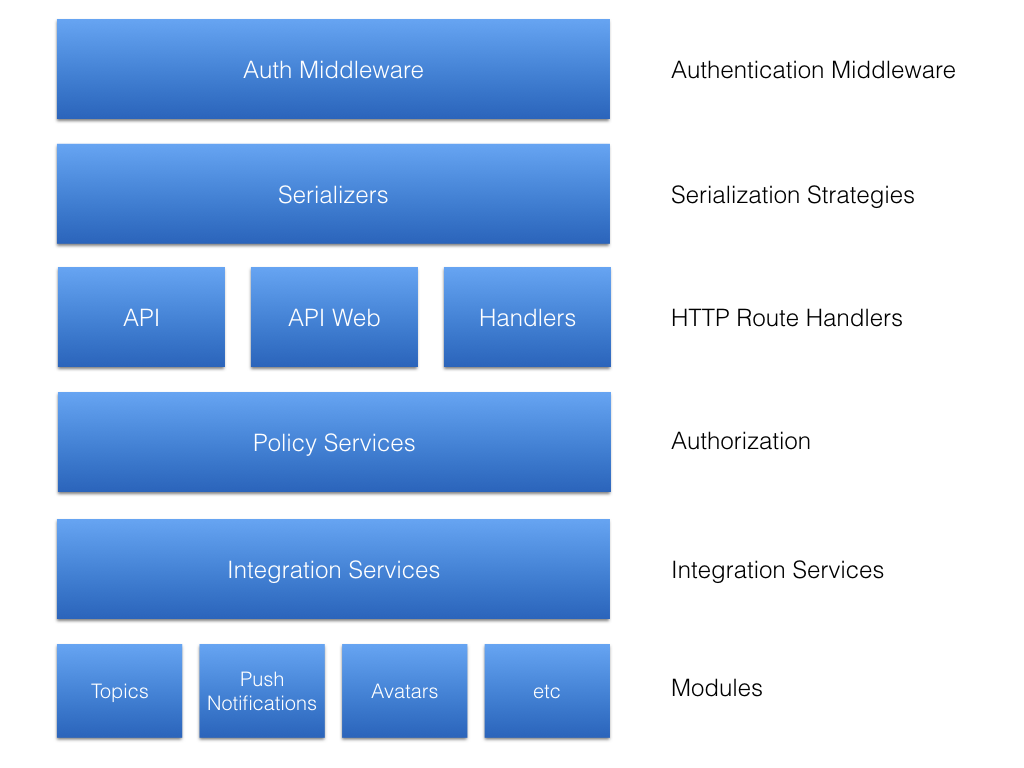 Auth Middleware
Authentication Middleware
Serializers
Serialization Strategies
API
API Web
Handlers
HTTP Route Handlers
Policy Services
Authorization
Integration Services
Integration Services
Topics
Push
Notifications
Avatars
etc
Modules